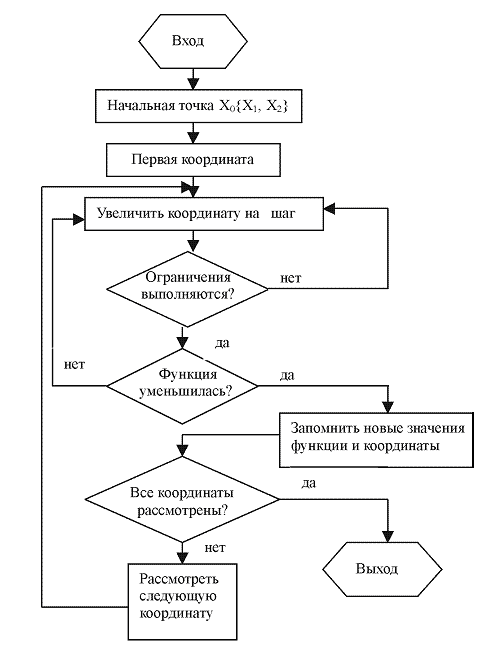 Вход
Начальная точка X₀{X₁, X₂}
Первая координата
Увеличить координату на шаг
Ограничения
выполняются?
нет
да
нет
Функция
уменьшилась?
да
Запомнить новые значения
функции и координаты
Все координаты
рассмотрены?
да
нет
Выход
Рассмотреть
следующую
координату